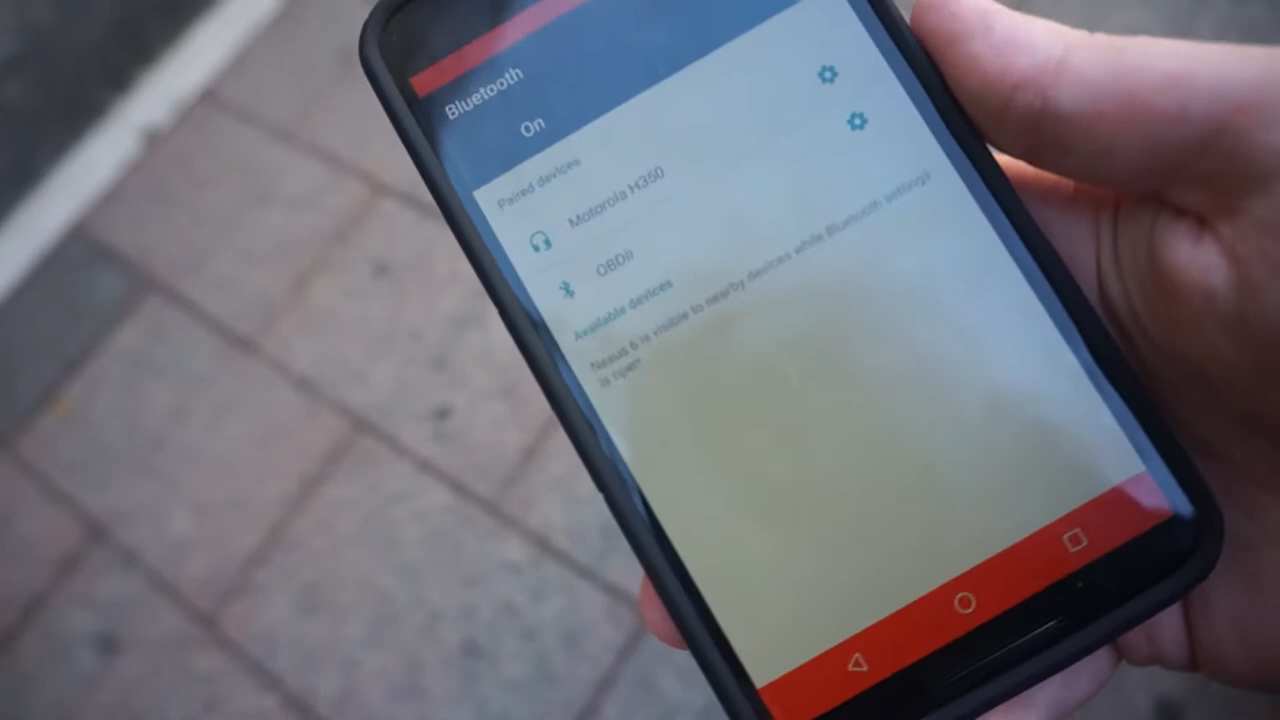 Bluetooth
On
Paired devices
Motorola H350
OBDII
Available devices
Nexus 6 is visible to nearby devices while Bluetooth settings
is open